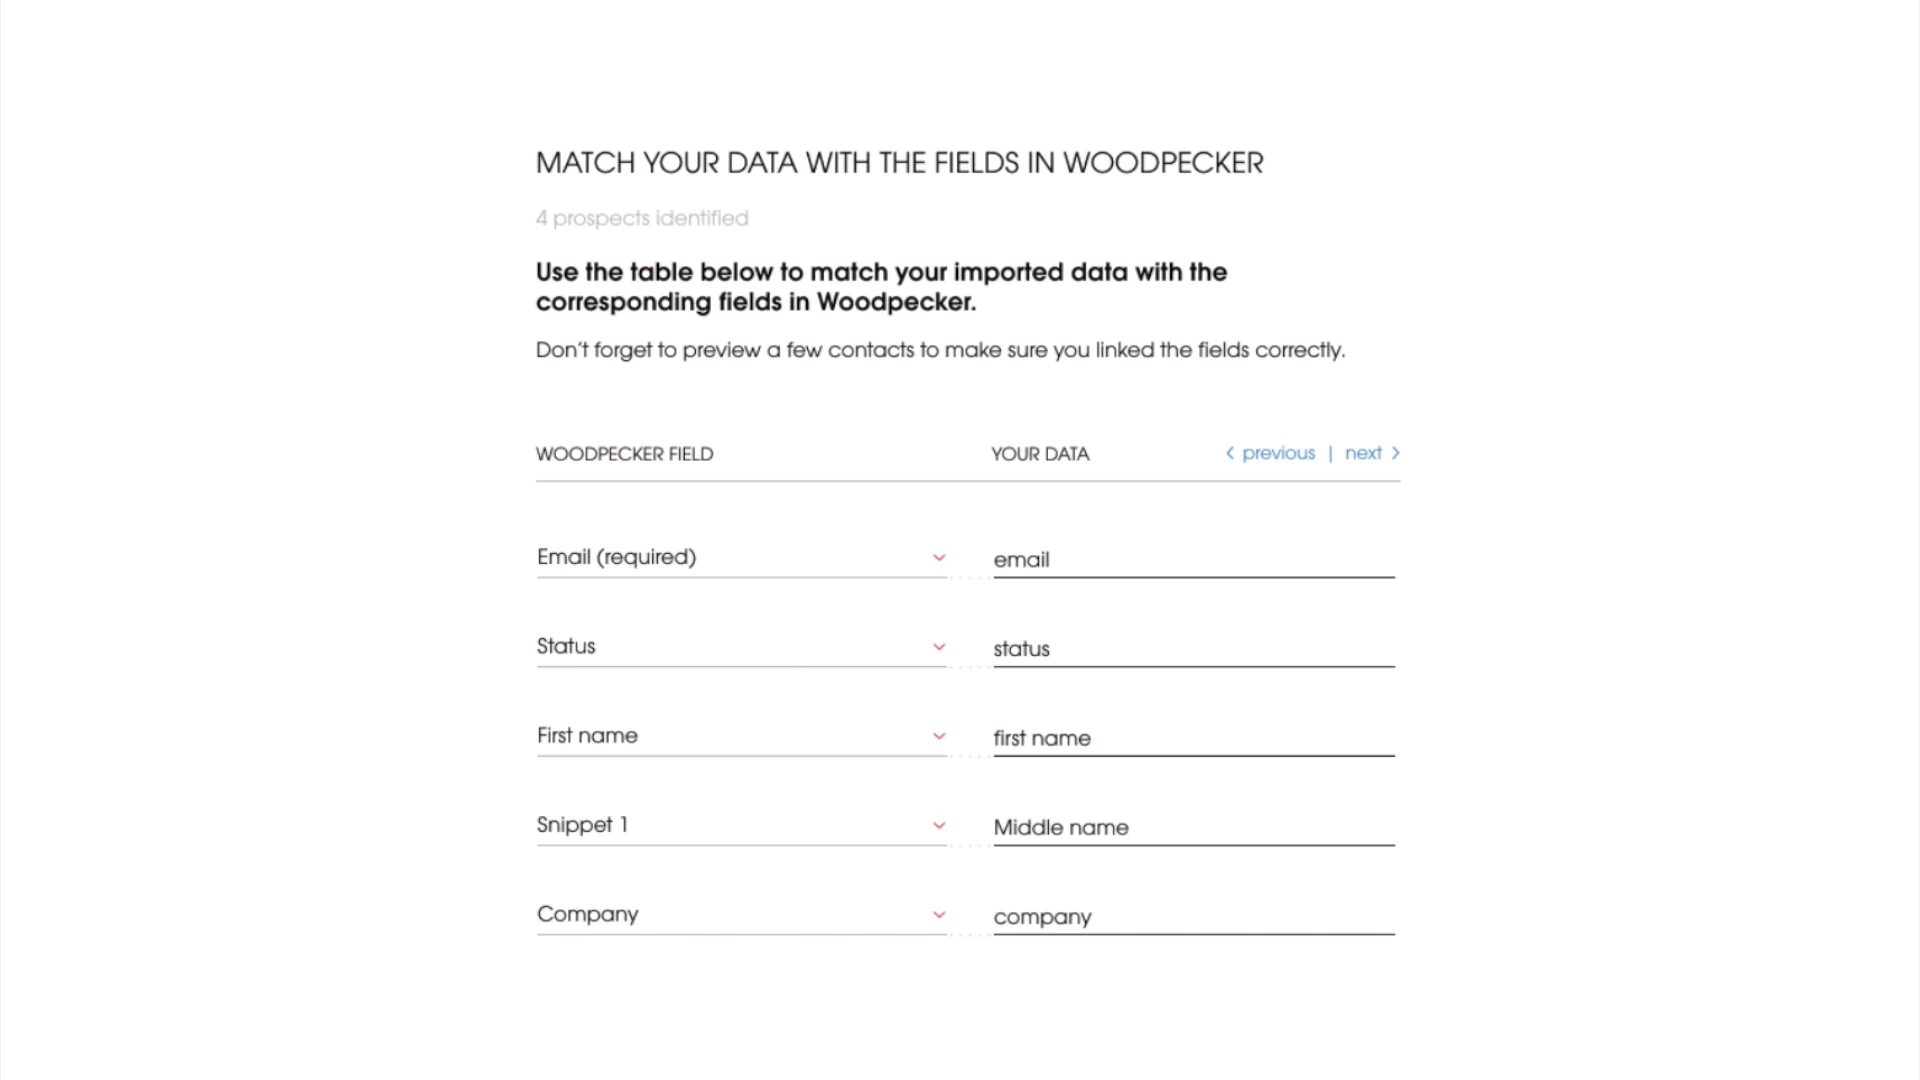 MATCH YOUR DATA WITH THE FIELDS IN WOODPECKER
4 prospects identified
Use the table below to match your imported data with the
corresponding fields in Woodpecker.
Don't forget to preview a few contacts to make sure you linked the fields correctly.
WOODPECKER FIELD YOUR DATA < previous | next >
Email (required) email
Status status
First name first name
Snippet 1 Middle name
Company company